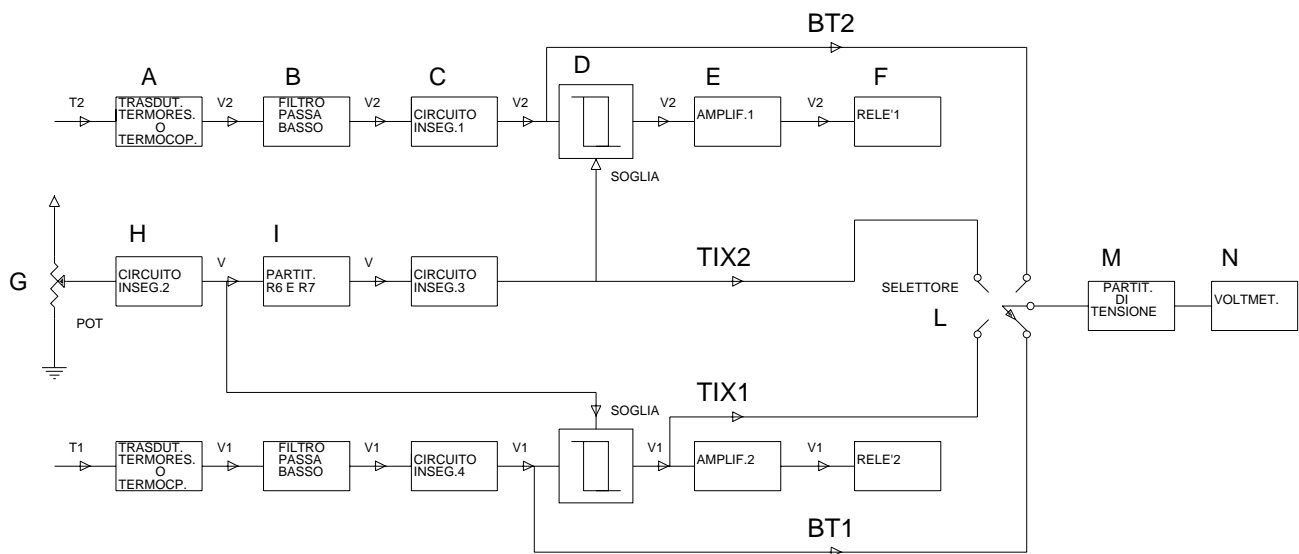 BT2
A
B
C
D
E
F
T2
TRASDUT.
TERMORES.
O
TERMOCOP.
V2
FILTRO
PASSA
BASSO
V2
CIRCUITO
INSEG.1
V2
V2
AMPLIF.1
V2
RELE'1
SOGLIA
G
POT
H
CIRCUITO
INSEG.2
V
I
PARTIT.
R6 E R7
V
CIRCUITO
INSEG.3
TIX2
SELETTORE
L
M
PARTIT.
DI
TENSIONE
N
VOLTMET.
TIX1
SOGLIA
T1
TRASDUT.
TERMORES.
O
TERMOCP.
V1
FILTRO
PASSA
BASSO
V1
CIRCUITO
INSEG.4
V1
V1
AMPLIF.2
V1
RELE'2
BT1